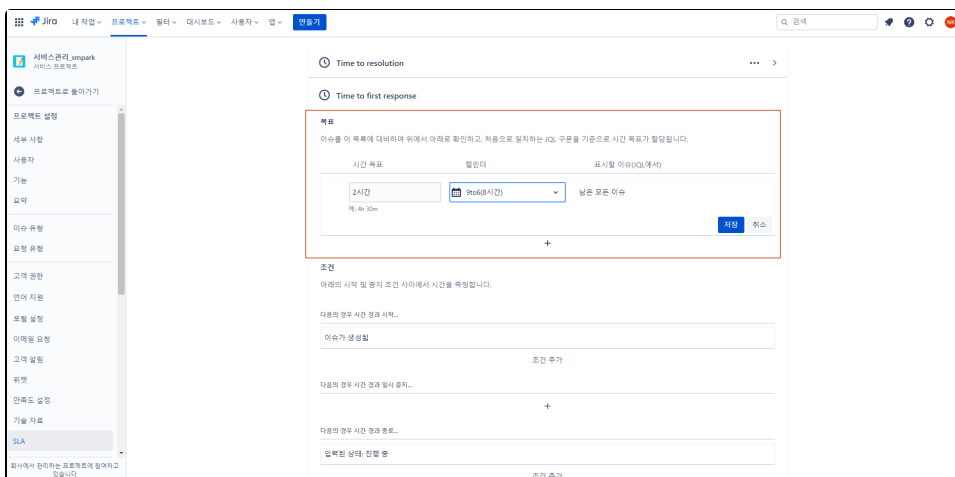 Jira 내 작업 프로젝트 필터 대시보드 사용자 앱 만들기 검색 NK
서비스관리_smpark
서비스 프로젝트
프로젝트로 돌아가기
프로젝트 설정
세부 사항
사용자
기능
요약
이슈 유형
요청 유형
고객 권한
언어 지원
포털 설정
이메일 요청
고객 알림
위젯
만족도 설정
기술 자료
SLA
회사에서 관리하는 프로젝트에 참여하고
있습니다
Time to resolution
Time to first response
목표
이슈를 이 목록에 대비하여 위에서 아래로 확인하고, 처음으로 일치하는 JQL 구문을 기준으로 시간 목표가 할당됩니다.
시간 목표 캘린더 표시할 이슈(JQL에서)
2시간 9to6(8시간) 남은 모든 이슈
예: 4h 30m
저장 취소
+
조건
아래의 시작 및 중지 조건 사이에서 시간을 측정합니다.
다음의 경우 시간 경과 시작...
이슈가 생성됨
조건 추가
다음의 경우 시간 경과 일시 중지...
+
다음의 경우 시간 경과 종료...
입력된 상태: 진행 중
조건 추가